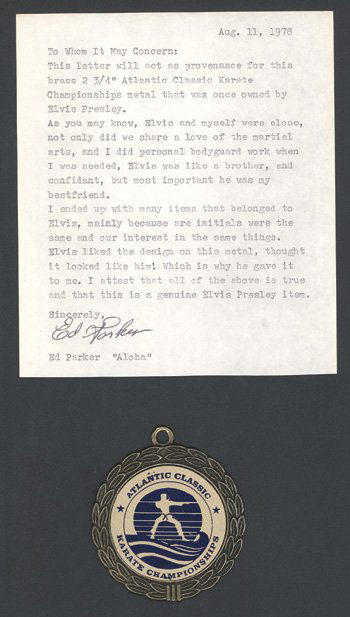 Aug. 11, 1978
To Whom It May Concern:
This letter will act as provenance for this
brass 2 3/4" Atlantic Classic Karate
Championships metal that was once owned by
Elvis Presley.
As you may know, Elvis and myself were close,
not only did we share a love of the martial
arts, and I did personal bodyguard work when
I was needed, Elvis was like a brother, and
confidant, but most important he was my
bestfriend.
I ended up with many items that belonged to
Elvis, mainly because are initials were the
same and our interest in the same things.
Elvis liked the design on this metal, thought
it looked like him! Which is why he gave it
to me. I attest that all of the above is true
and that this is a genuine Elvis Presley item.
Sincerely,
Ed Parker
Ed Parker "Aloha"
ATLANTIC CLASSIC
KARATE CHAMPIONSHIPS